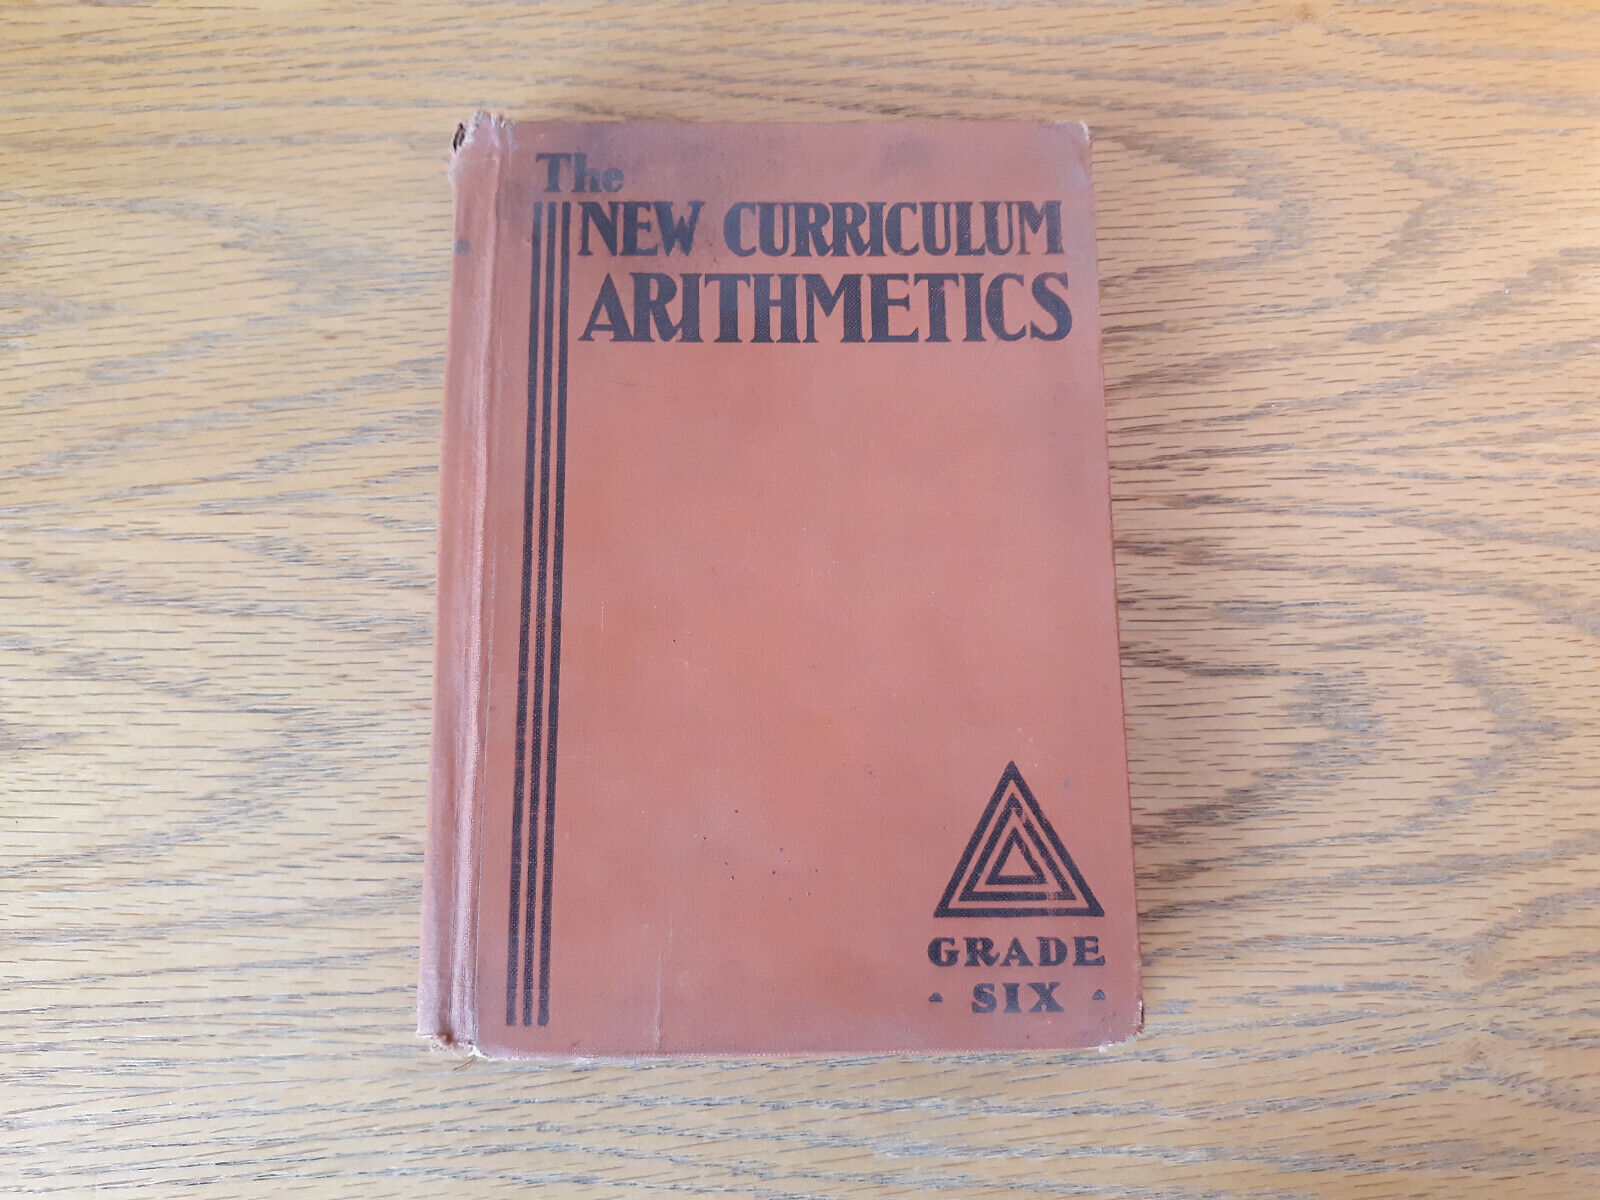 The
NEW CURRICULUM
ARITHMETICS
GRADE
SIX